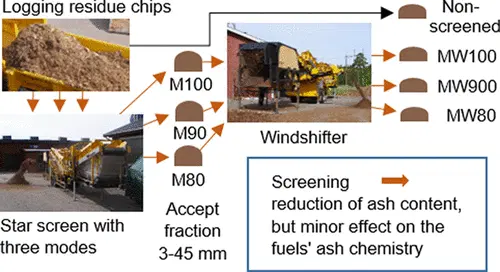 Logging residue chips
Non-
screened
M100
MW100
M90
MW900
M80
MW80
Windshifter
Star screen with
three modes
Accept
fraction
3-45 mm
Screening
reduction of ash content,
but minor effect on the
fuels' ash chemistry